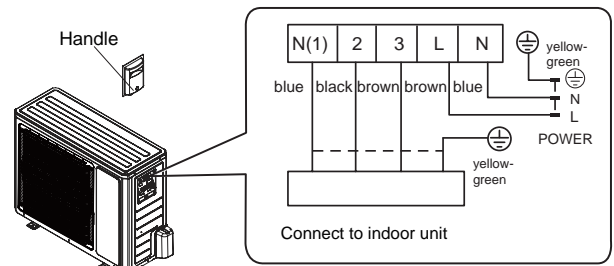 Handle
N(1) 2 3 L N
yellow-
green
blue black brown brown blue
N
L
POWER
yellow-
green
Connect to indoor unit